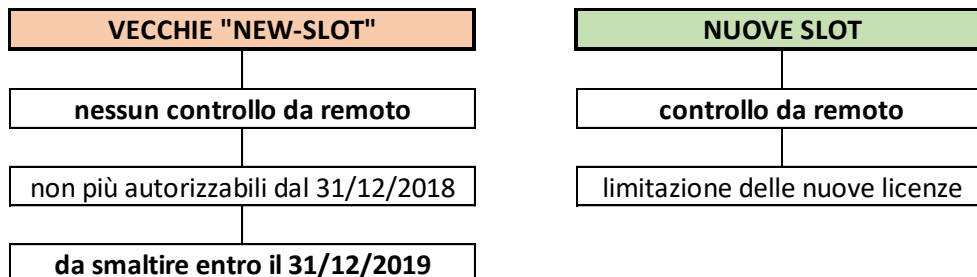 VECCHIE "NEW-SLOT"
nessun controllo da remoto
non più autorizzabili dal 31/12/2018
da smaltire entro il 31/12/2019
NUOVE SLOT
controllo da remoto
limitazione delle nuove licenze